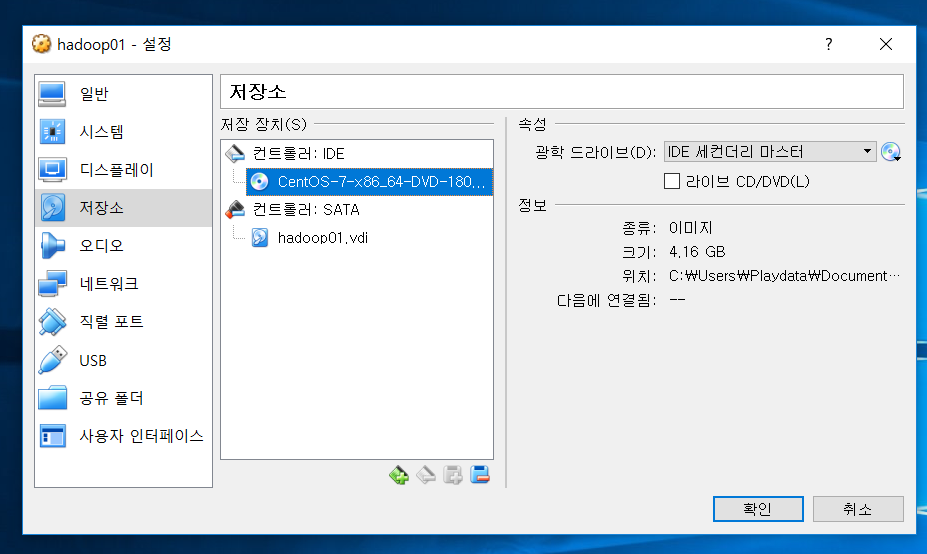 hadoop01 - 설정
?
일반
시스템
디스플레이
저장소
오디오
네트워크
직렬 포트
USB
공유 폴더
사용자 인터페이스
저장소
저장 장치(S)
컨트롤러: IDE
CentOS-7-x86_64-DVD-180...
컨트롤러: SATA
hadoop01.vdi
속성
광학 드라이브(D): IDE 세컨더리 마스터
라이브 CD/DVD(L)
정보
종류: 이미지
크기: 4.16 GB
위치: C:₩Users₩Playdata₩Document...
다음에 연결됨: --
확인
취소